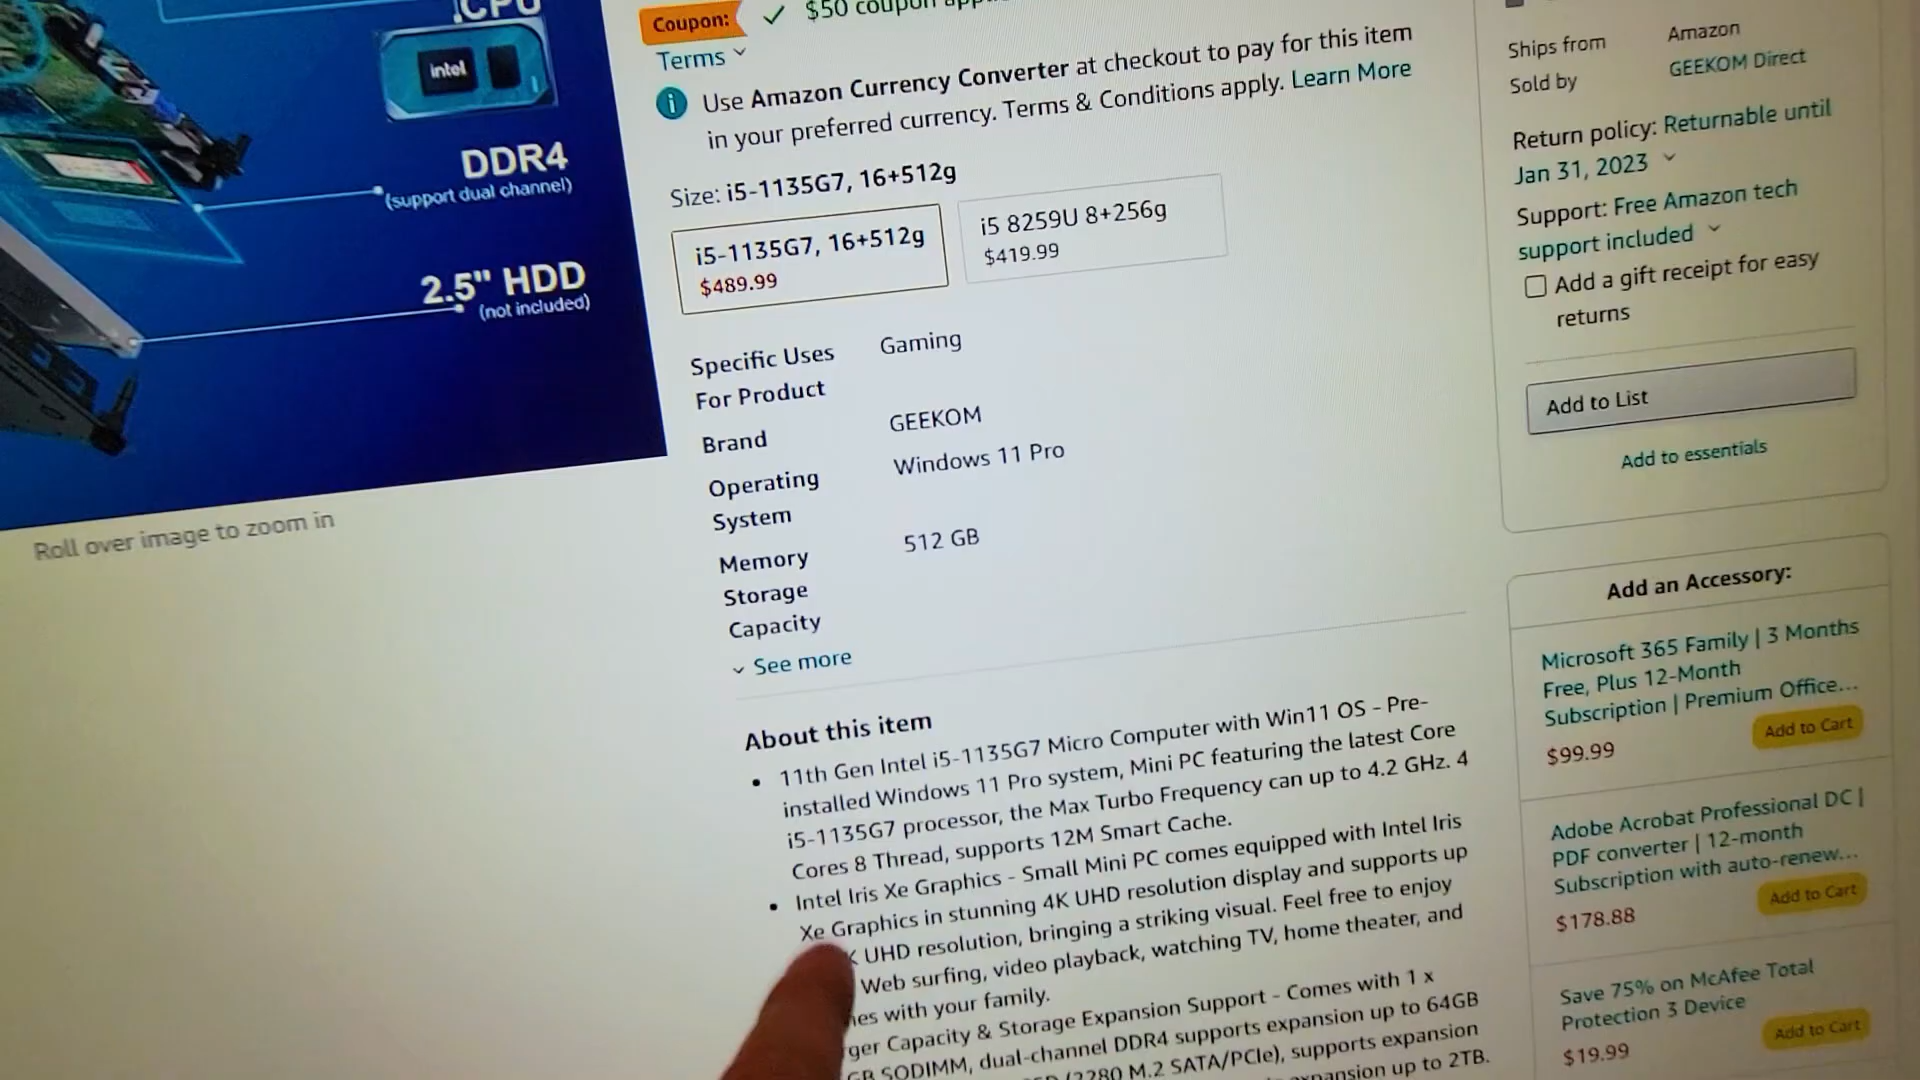 CPU
intel
DDR4
(support dual channel)
2.5" HDD
(not included)
Roll over image to zoom in
Coupon:
$50 coupon
Terms
Use Amazon Currency Converter at checkout to pay for this item
in your preferred currency. Terms & Conditions apply. Learn More
Size: i5-1135G7, 16+512g
i5-1135G7, 16+512g
$489.99
i5 8259U 8+256g
$419.99
Specific Uses
For Product
Gaming
Brand
GEEKOM
Operating
System
Windows 11 Pro
Memory
Storage
Capacity
512 GB
See more
About this item
• 11th Gen Intel i5-1135G7 Micro Computer with Win11 OS - Pre-
installed Windows 11 Pro system, Mini PC featuring the latest Core
i5-1135G7 processor, the Max Turbo Frequency can up to 4.2 GHz. 4
Cores 8 Thread, supports 12M Smart Cache.
• Intel Iris Xe Graphics - Small Mini PC comes equipped with Intel Iris
Xe Graphics in stunning 4K UHD resolution display and supports up
K UHD resolution, bringing a striking visual. Feel free to enjoy
Web surfing, video playback, watching TV, home theater, and
with your family.
Capacity & Storage Expansion Support - Comes with 1 x
SODIMM, dual-channel DDR4 supports expansion up to 64GB
(2280 M.2 SATA/PCIe), supports expansion
expansion up to 2TB.
Ships from
Amazon
Sold by
GEEKOM Direct
Return policy: Returnable until
Jan 31, 2023
Support: Free Amazon tech
support included
Add a gift receipt for easy
returns
Add to List
Add to essentials
Add an Accessory:
Microsoft 365 Family | 3 Months
Free, Plus 12-Month
Subscription | Premium Office...
$99.99
Add to Cart
Adobe Acrobat Professional DC |
PDF converter | 12-month
Subscription with auto-renew...
$178.88
Add to Cart
Save 75% on McAfee Total
Protection 3 Device
$19.99
Add to Cart